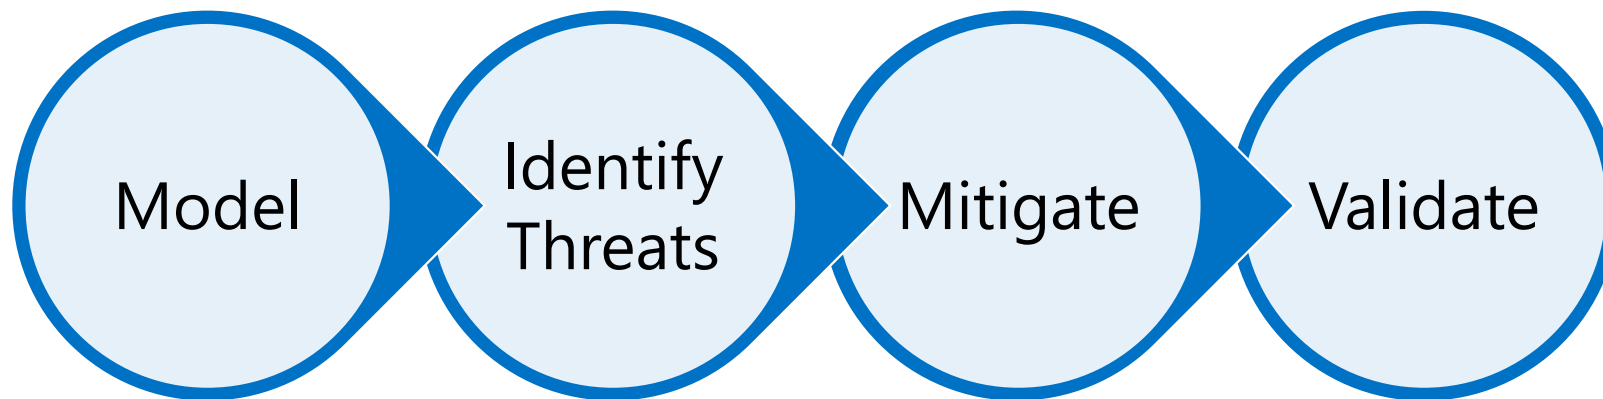 Model
Identify
Threats
Mitigate
Validate